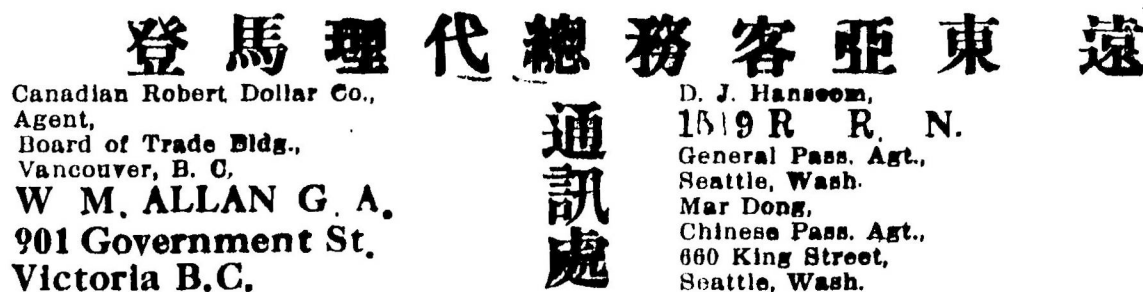 遠東亞客務總代理馬登
Canadian Robert Dollar Co.,
Agent,
Board of Trade Bldg.,
Vancouver, B. C,
W M. ALLAN G. A.
901 Government St.
Victoria B.C.
通訊處
D. J. Hanscom,
1519 R R. N.
General Pass. Agt.,
Seattle, Wash.
Mar Dong,
Chinese Pass. Agt.,
660 King Street,
Seattle, Wash.